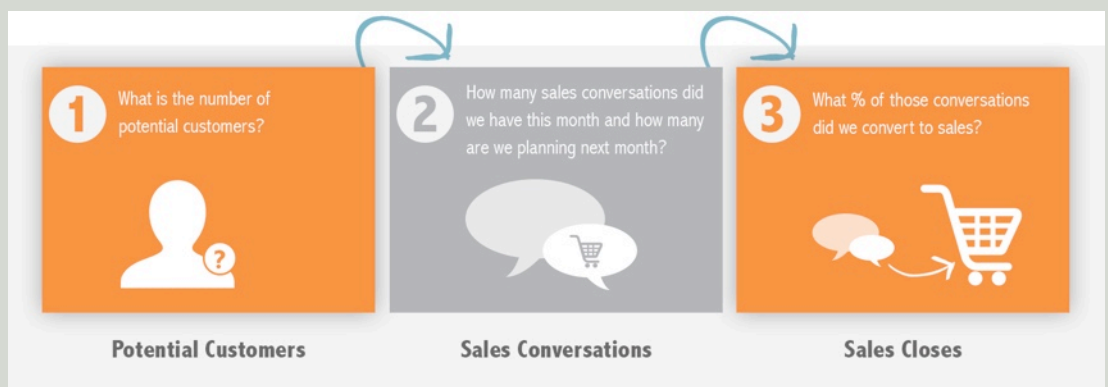 1
What is the number of
potential customers?
?
Potential Customers
2
How many sales conversations did
we have this month and how many
are we planning next month?
Sales Conversations
3
What % of those conversations
did we convert to sales?
Sales Closes